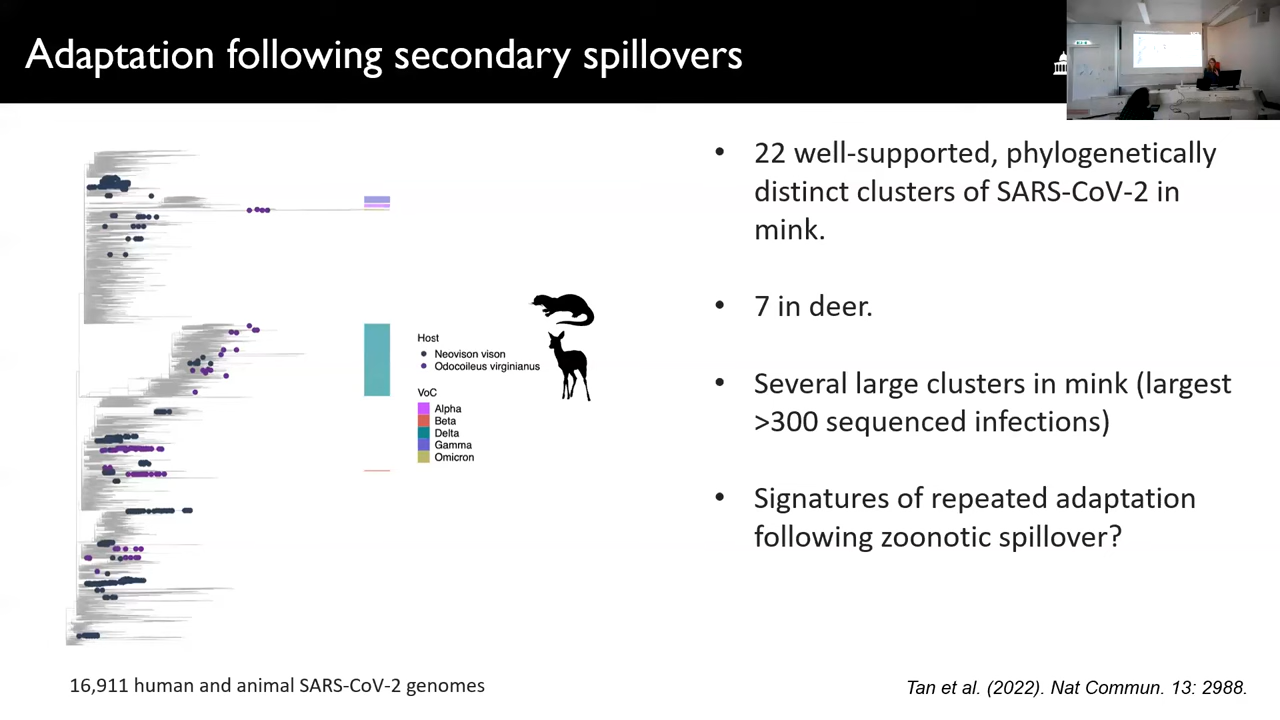 Adaptation following secondary spillovers
• 22 well-supported, phylogenetically
distinct clusters of SARS-CoV-2 in
mink.
• 7 in deer.
• Several large clusters in mink (largest
>300 sequenced infections)
• Signatures of repeated adaptation
following zoonotic spillover?
Host
Neovison vison
Odocoileus virginianus
VoC
Alpha
Beta
Delta
Gamma
Omicron
16,911 human and animal SARS-CoV-2 genomes
Tan et al. (2022). Nat Commun. 13: 2988.